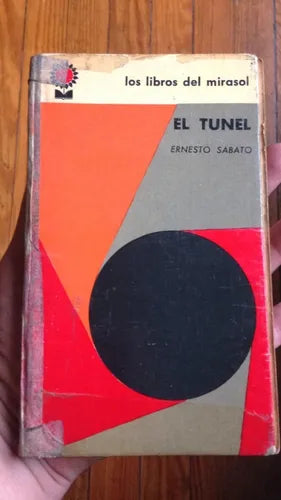 los libros del mirasol
EL TUNEL
ERNESTO SABATO